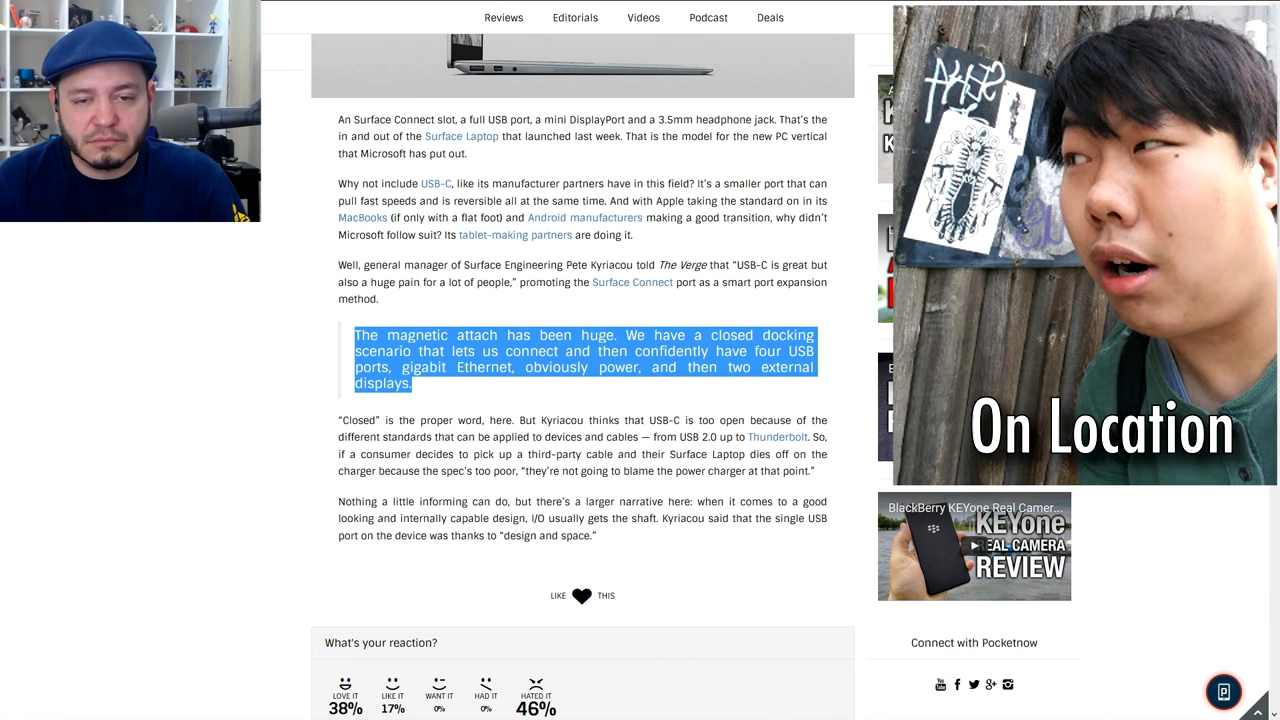 Reviews
Editorials
Videos
Podcast
Deals
An Surface Connect slot, a full USB port, a mini DisplayPort and a 3.5mm headphone jack. That's the
in and out of the Surface Laptop that launched last week. That is the model for the new PC vertical
that Microsoft has put out.
Why not include USB-C, like its manufacturer partners have in this field? It's a smaller port that can
pull fast speeds and is reversible all at the same time. And with Apple taking the standard on in its
MacBooks (if only with a flat foot) and Android manufacturers making a good transition, why didn't
Microsoft follow suit? Its tablet-making partners are doing it.
Well, general manager of Surface Engineering Pete Kyriacou told The Verge that “USB-C is great but
also a huge pain for a lot of people,” promoting the Surface Connect port as a smart port expansion
method.
The magnetic attach has been huge. We have a closed docking
scenario that lets us connect and then confidently have four USB
ports, gigabit Ethernet, obviously power, and then two external
displays.
“Closed” is the proper word, here. But Kyriacou thinks that USB-C is too open because of the
different standards that can be applied to devices and cables — from USB 2.0 up to Thunderbolt. So,
if a consumer decides to pick up a third-party cable and their Surface Laptop dies off on the
charger because the spec's too poor, “they're not going to blame the power charger at that point.”
Nothing a little informing can do, but there's a larger narrative here: when it comes to a good
looking and internally capable design, I/O usually gets the shaft. Kyriacou said that the single USB
port on the device was thanks to “design and space.”
LIKE THIS
What's your reaction?
LOVE IT
38%
LIKE IT
17%
WANT IT
0%
HAD IT
0%
HATED IT
46%
On Location
BlackBerry KEYone Real Camer...
KEYone
REAL CAMERA
REVIEW
Connect with Pocketnow